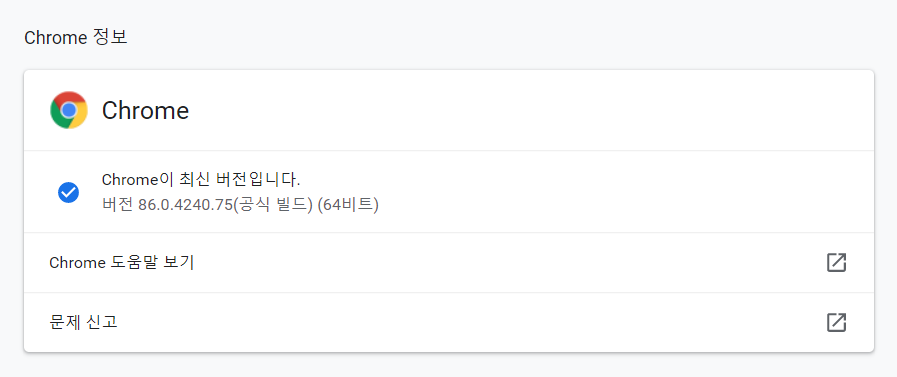 Chrome 정보
Chrome
Chrome이 최신 버전입니다.
버전 86.0.4240.75(공식 빌드) (64비트)
Chrome 도움말 보기
문제 신고